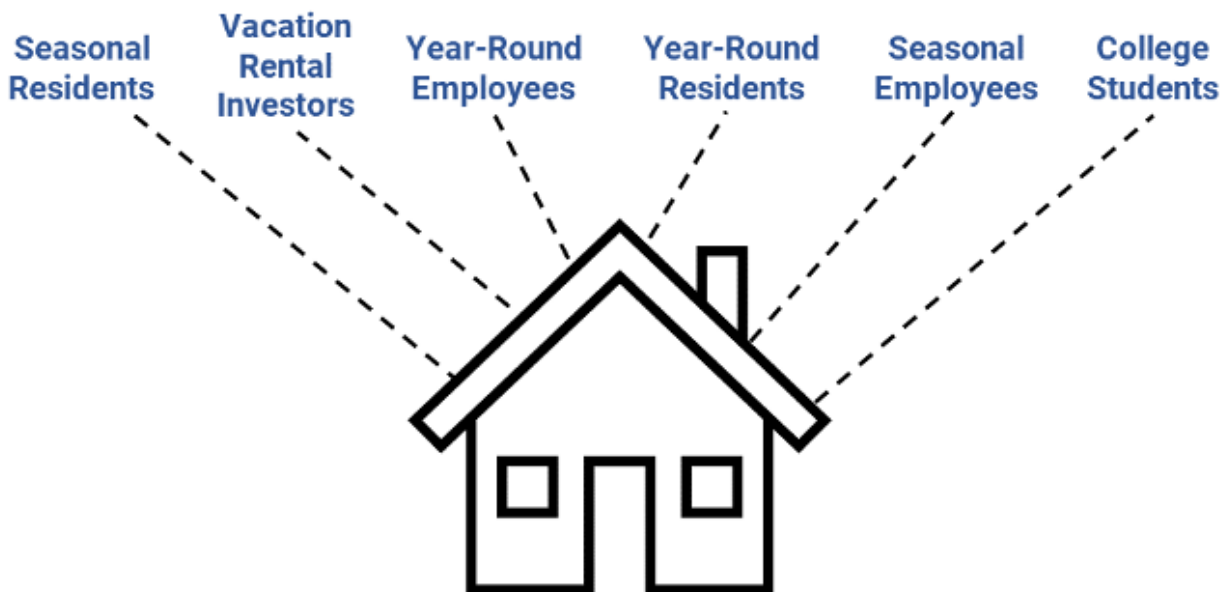 Seasonal
Residents
Vacation
Rental
Investors
Year-Round
Employees
Year-Round
Residents
Seasonal
Employees
College
Students